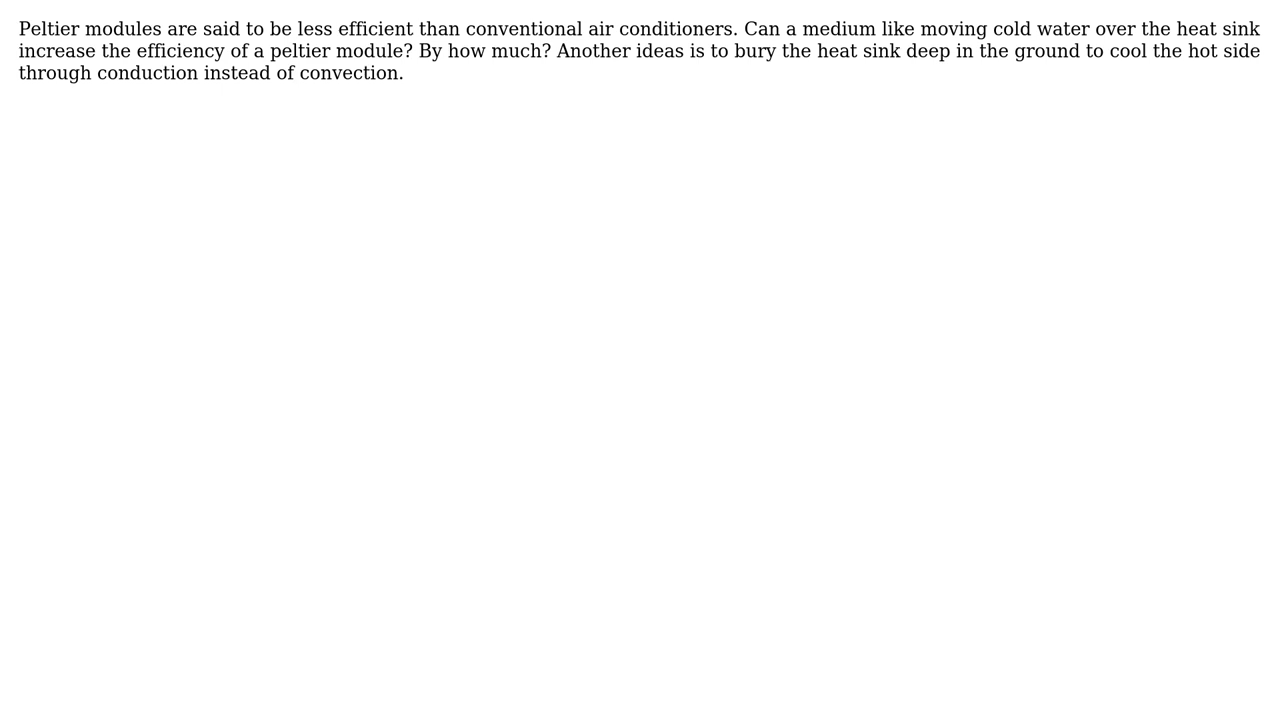 Peltier modules are said to be less efficient than conventional air conditioners. Can a medium like moving cold water over the heat sink
increase the efficiency of a peltier module? By how much? Another ideas is to bury the heat sink deep in the ground to cool the hot side
through conduction instead of convection.